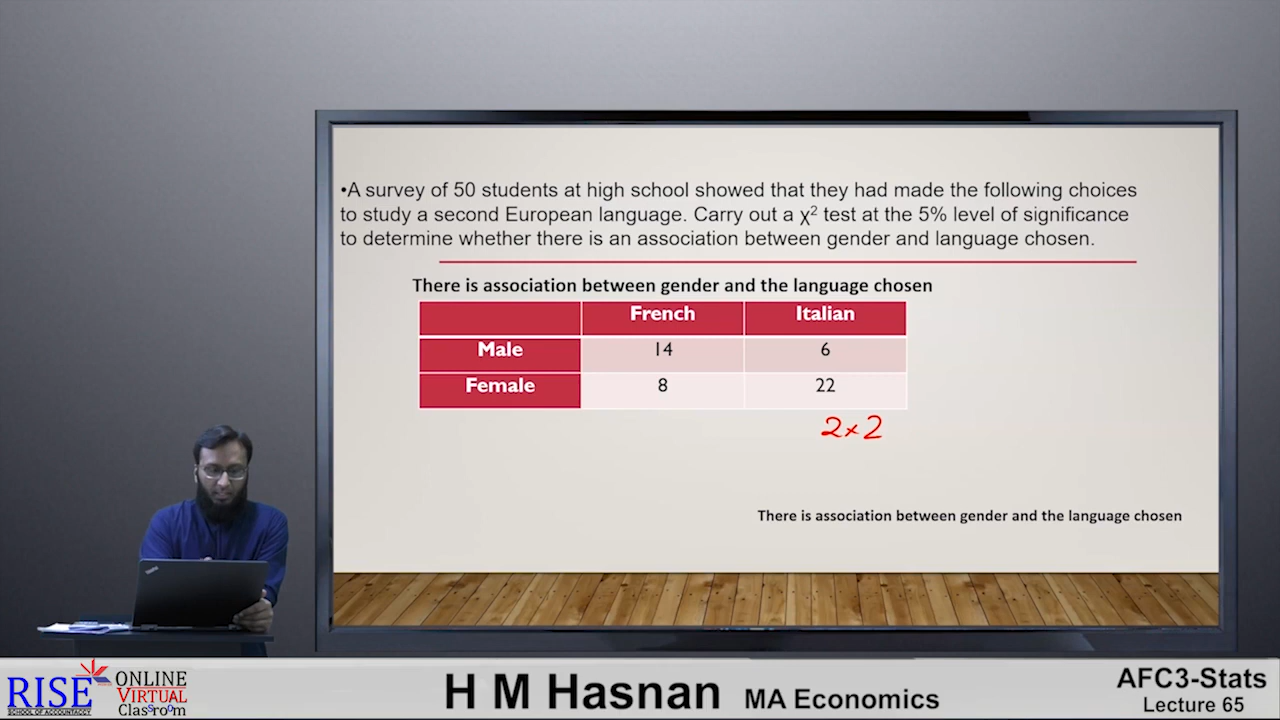 •A survey of 50 students at high school showed that they had made the following choices
to study a second European language. Carry out a χ² test at the 5% level of significance
to determine whether there is an association between gender and language chosen.
There is association between gender and the language chosen
French Italian
Male 14 6
Female 8 22
2×2
There is association between gender and the language chosen
RISE
SCHOOL OF ACCOUNTANCY
ONLINE
VIRTUAL
Classroom
H M Hasnan MA Economics
AFC3-Stats
Lecture 65
ThinkPad